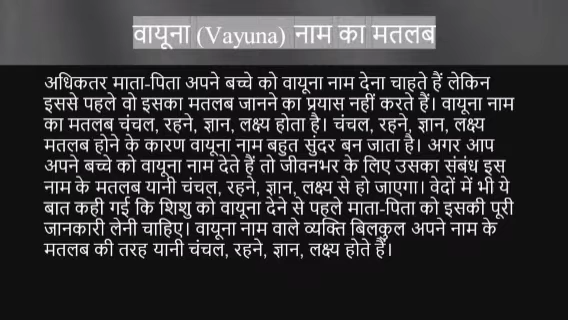 वायूना (Vayuna) नाम का मतलब
अधिकतर माता-पिता अपने बच्चे को वायूना नाम देना चाहते हैं लेकिन
इससे पहले वो इसका मतलब जानने का प्रयास नहीं करते हैं। वायूना नाम
का मतलब चंचल, रहने, ज्ञान, लक्ष्य होता है। चंचल, रहने, ज्ञान, लक्ष्य
मतलब होने के कारण वायूना नाम बहुत सुंदर बन जाता है। अगर आप
अपने बच्चे को वायूना नाम देते हैं तो जीवनभर के लिए उसका संबंध इस
नाम के मतलब यानी चंचल, रहने, ज्ञान, लक्ष्य से हो जाएगा। वेदों में भी ये
बात कही गई कि शिशु को वायूना देने से पहले माता-पिता को इसकी पूरी
जानकारी लेनी चाहिए। वायूना नाम वाले व्यक्ति बिलकुल अपने नाम के
मतलब की तरह यानी चंचल, रहने, ज्ञान, लक्ष्य होते हैं।